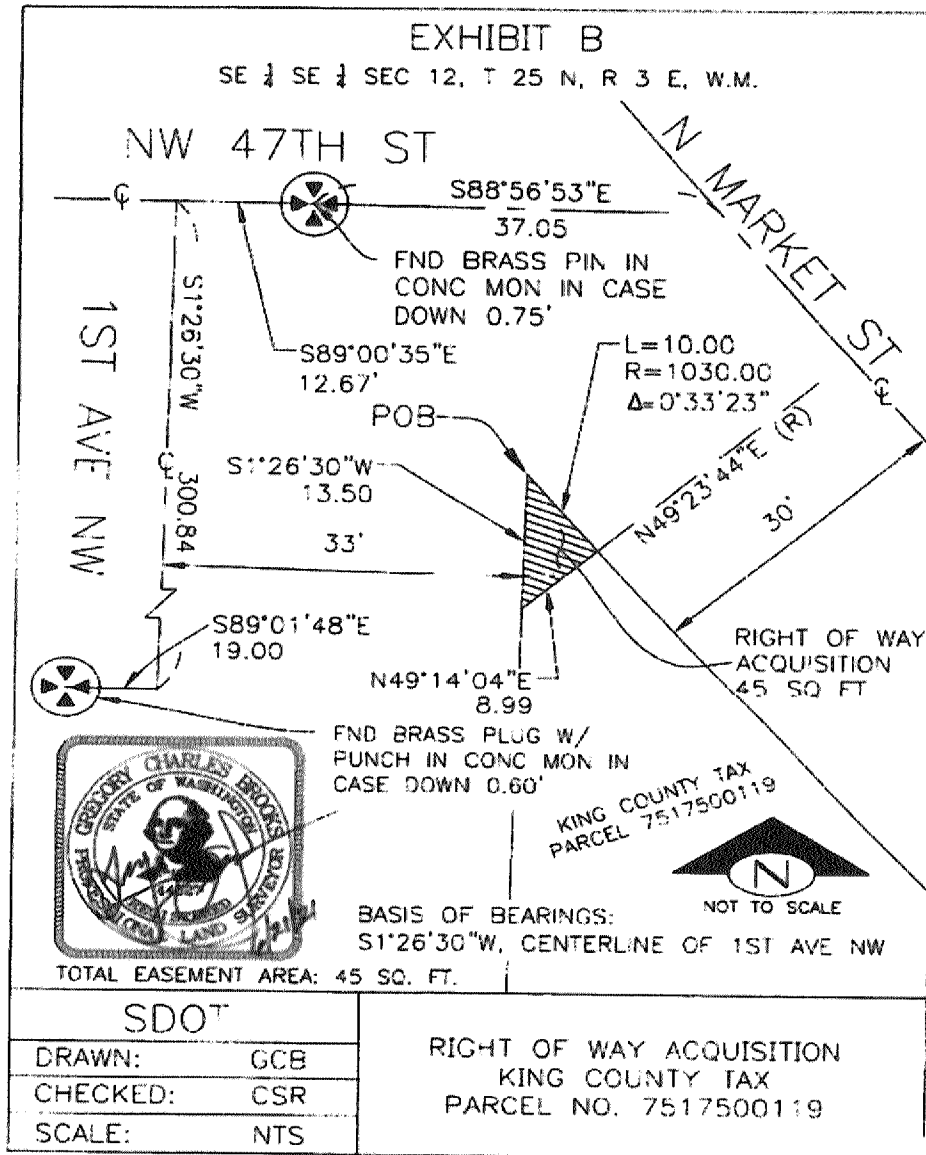 EXHIBIT B
SE ¼ SE ¼ SEC 12, T 25 N, R 3 E, W.M.
NW 47TH ST
N MARKET ST
℄
S88°56'53"E
37.05
FND BRASS PIN IN
CONC MON IN CASE
DOWN 0.75'
S1°26'30"W
300.84
℄
1ST AVE NW
S89°00'35"E
12.67'
L=10.00
R=1030.00
Δ=0°33'23"
℄
POB
S1°26'30"W
13.50
N49°23'44"E (R)
30'
33'
S89°01'48"E
19.00
RIGHT OF WAY
ACQUISITION
45 SQ FT
N49°14'04"E
8.99
FND BRASS PLUG W/
PUNCH IN CONC MON IN
CASE DOWN 0.60'
GREGORY CHARLES BROOKS
STATE OF WASHINGTON
PROFESSIONAL LAND SURVEYOR
KING COUNTY TAX
PARCEL 7517500119
N
NOT TO SCALE
BASIS OF BEARINGS:
S1°26'30"W, CENTERLINE OF 1ST AVE NW
TOTAL EASEMENT AREA: 45 SQ. FT.
SDOT
DRAWN: GCB
CHECKED: CSR
SCALE: NTS
RIGHT OF WAY ACQUISITION
KING COUNTY TAX
PARCEL NO. 7517500119